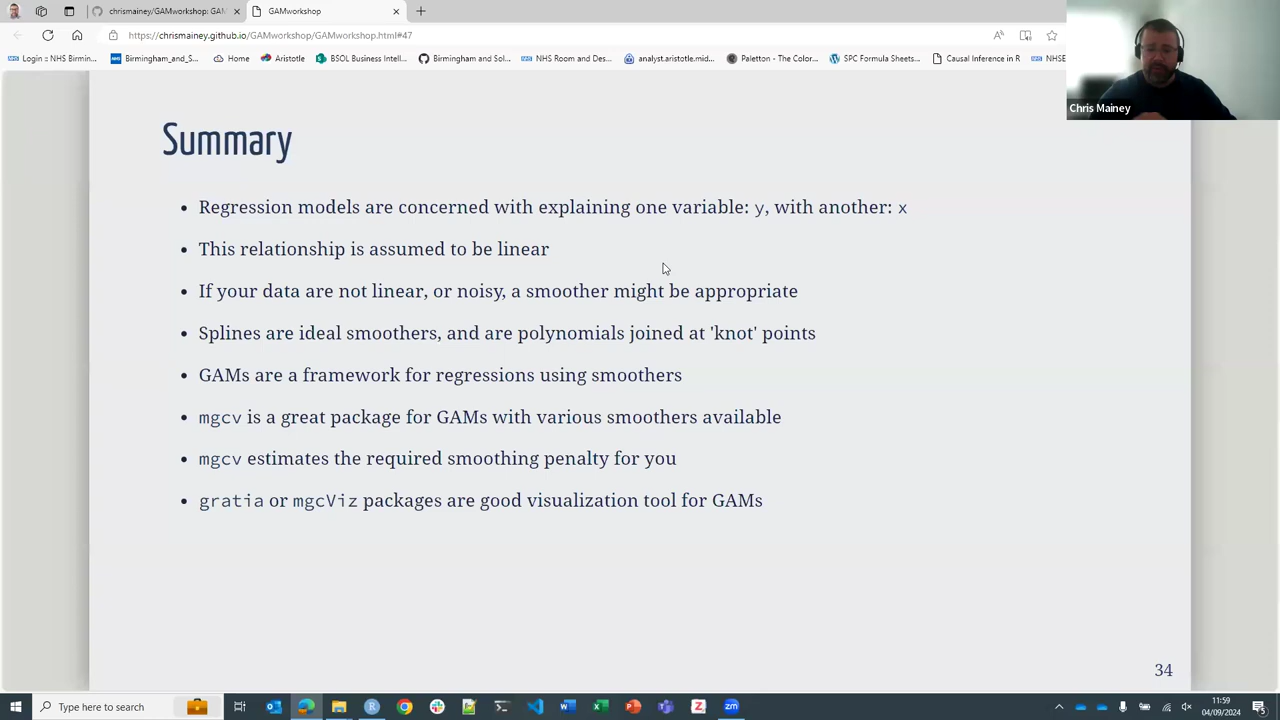 chrismainey/GAMworkshop: GAM
GAMworkshop
https://chrismainey.github.io/GAMworkshop/GAMworkshop.html#47
Login :: NHS Birmin...
Birmingham_and_S...
Home
Aristotle
BSOL Business Intell...
Birmingham and Sol...
NHS Room and Des...
analyst.aristotle.mid...
Paletton - The Color...
SPC Formula Sheets...
Causal Inference in R
NHSE
Chris Mainey
Summary
• Regression models are concerned with explaining one variable: y, with another: x
• This relationship is assumed to be linear
• If your data are not linear, or noisy, a smoother might be appropriate
• Splines are ideal smoothers, and are polynomials joined at 'knot' points
• GAMs are a framework for regressions using smoothers
• mgcv is a great package for GAMs with various smoothers available
• mgcv estimates the required smoothing penalty for you
• gratia or mgcViz packages are good visualization tool for GAMs
34
Type here to search
11:59
04/09/2024